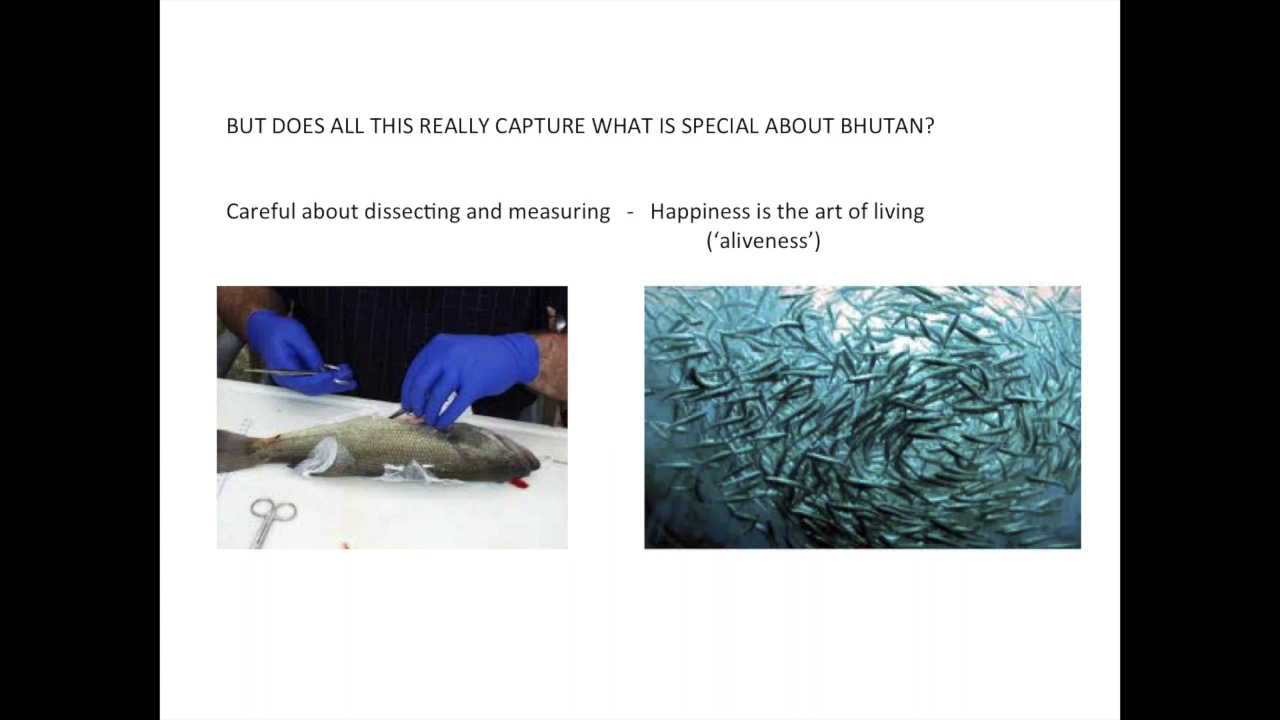 BUT DOES ALL THIS REALLY CAPTURE WHAT IS SPECIAL ABOUT BHUTAN?
Careful about dissecting and measuring - Happiness is the art of living
(‘aliveness’)